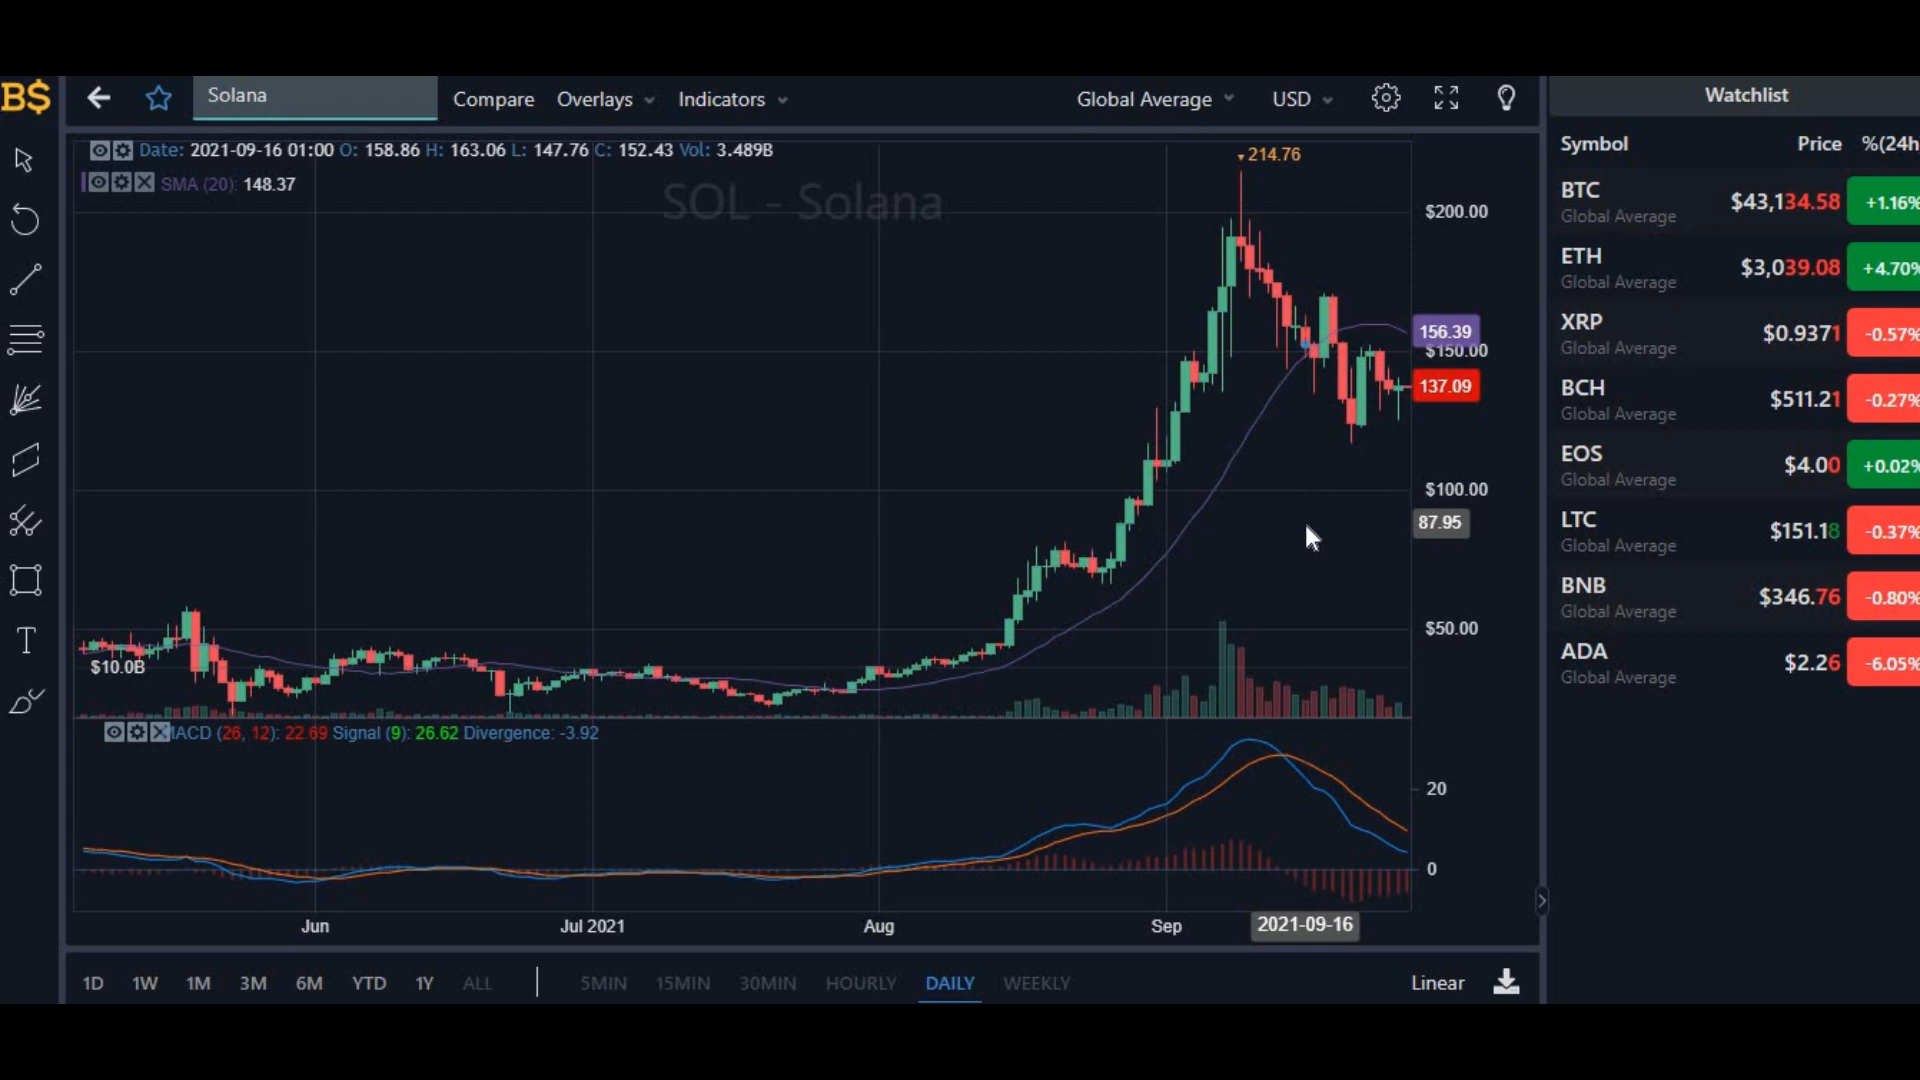 B$
Solana
Compare Overlays Indicators
Global Average USD
Date: 2021-09-16 01:00 O: 158.86 H: 163.06 L: 147.76 C: 152.43 Vol: 3.489B
SMA (20): 148.37
SOL - Solana
214.76
$200.00
156.39
$150.00
137.09
$100.00
87.95
$50.00
$10.0B
MACD (26, 12): 22.69 Signal (9): 26.62 Divergence: -3.92
20
0
Jun Jul 2021 Aug Sep 2021-09-16
1D 1W 1M 3M 6M YTD 1Y ALL 5MIN 15MIN 30MIN HOURLY DAILY WEEKLY Linear
T
Watchlist
Symbol Price %(24h
BTC $43,134.58 +1.16%
Global Average
ETH $3,039.08 +4.70%
Global Average
XRP $0.9371 -0.57%
Global Average
BCH $511.21 -0.27%
Global Average
EOS $4.00 +0.02%
Global Average
LTC $151.18 -0.37%
Global Average
BNB $346.76 -0.80%
Global Average
ADA $2.26 -6.05%
Global Average